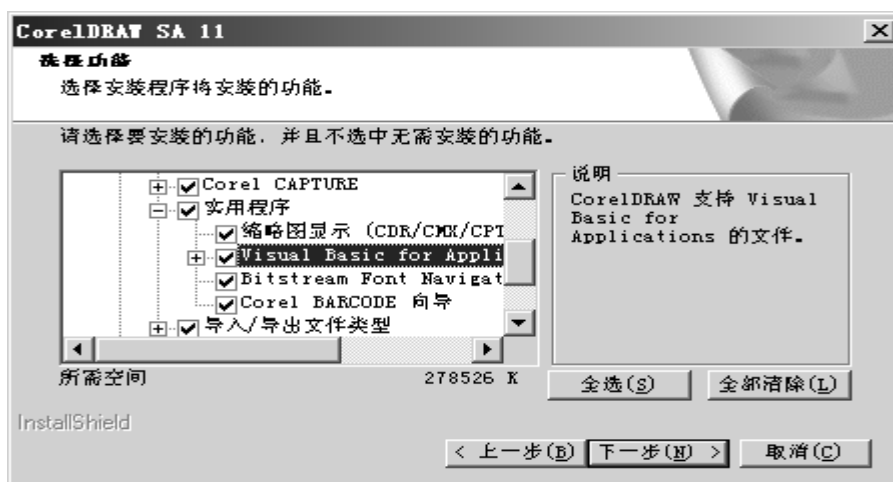 CorelDRAW SA 11
选择功能
选择安装程序将安装的功能。
请选择要安装的功能，并且不选中无需安装的功能。
Corel CAPTURE
实用程序
缩略图显示 (CDR/CMX/CPT
Visual Basic for Appli
Bitstream Font Navigat
Corel BARCODE 向导
导入/导出文件类型
所需空间 278526 K
说明
CorelDRAW 支持 Visual
Basic for
Applications 的文件。
全选(S) 全部清除(L)
InstallShield
< 上一步(B) 下一步(N) > 取消(C)